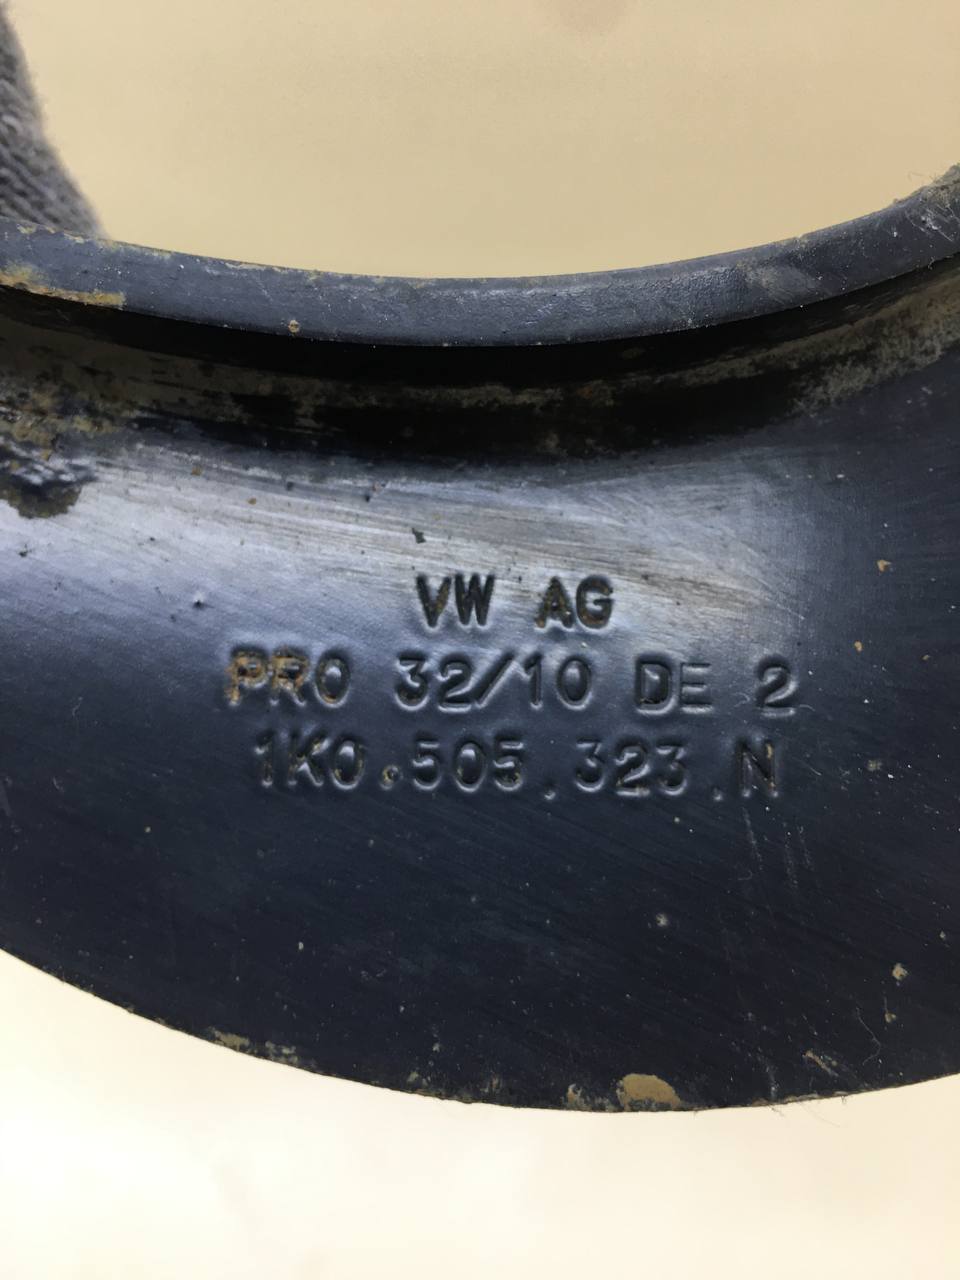 VW AG
PRO 32/10 DE 2
1K0.505.323.N